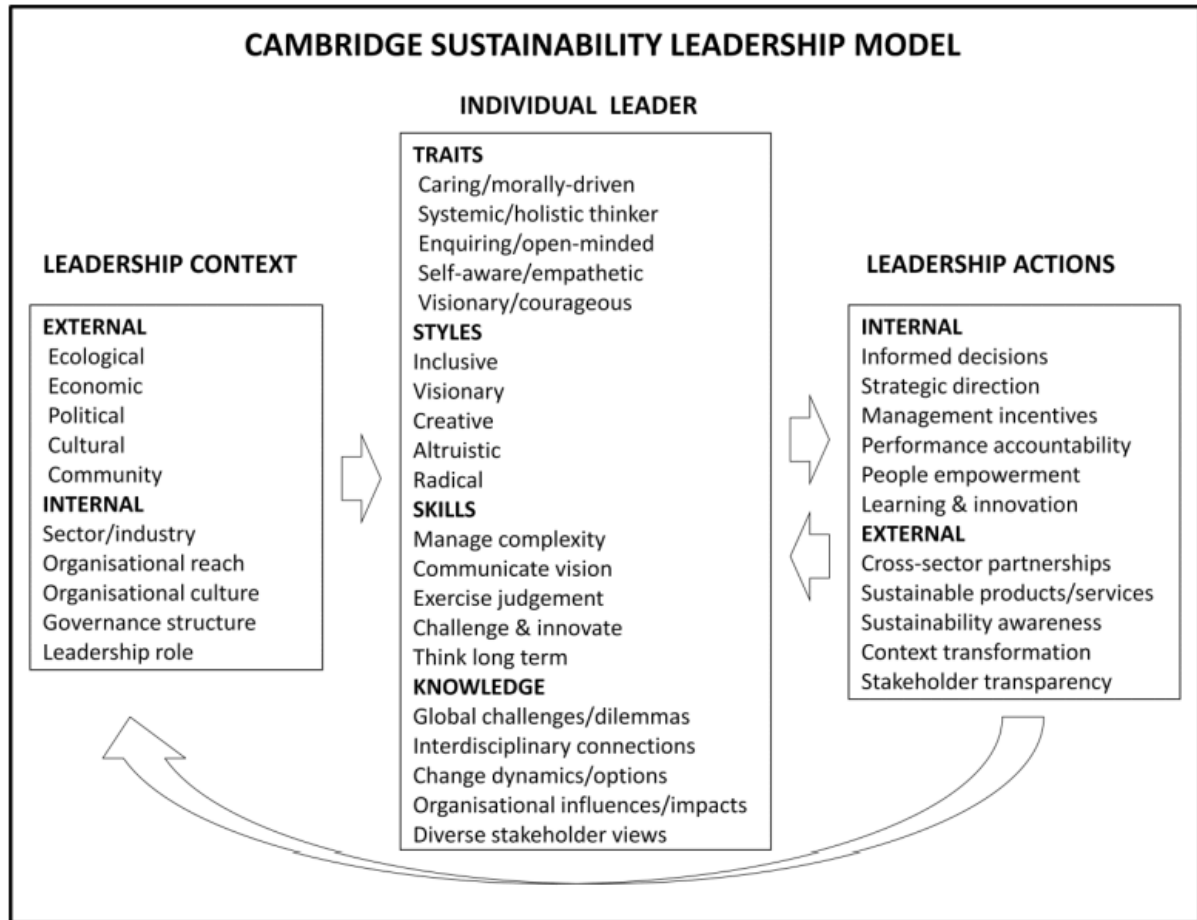 CAMBRIDGE SUSTAINABILITY LEADERSHIP MODEL
LEADERSHIP CONTEXT
EXTERNAL
Ecological
Economic
Political
Cultural
Community
INTERNAL
Sector/industry
Organisational reach
Organisational culture
Governance structure
Leadership role
INDIVIDUAL LEADER
TRAITS
Caring/morally-driven
Systemic/holistic thinker
Enquiring/open-minded
Self-aware/empathetic
Visionary/courageous
STYLES
Inclusive
Visionary
Creative
Altruistic
Radical
SKILLS
Manage complexity
Communicate vision
Exercise judgement
Challenge & innovate
Think long term
KNOWLEDGE
Global challenges/dilemmas
Interdisciplinary connections
Change dynamics/options
Organisational influences/impacts
Diverse stakeholder views
LEADERSHIP ACTIONS
INTERNAL
Informed decisions
Strategic direction
Management incentives
Performance accountability
People empowerment
Learning & innovation
EXTERNAL
Cross-sector partnerships
Sustainable products/services
Sustainability awareness
Context transformation
Stakeholder transparency